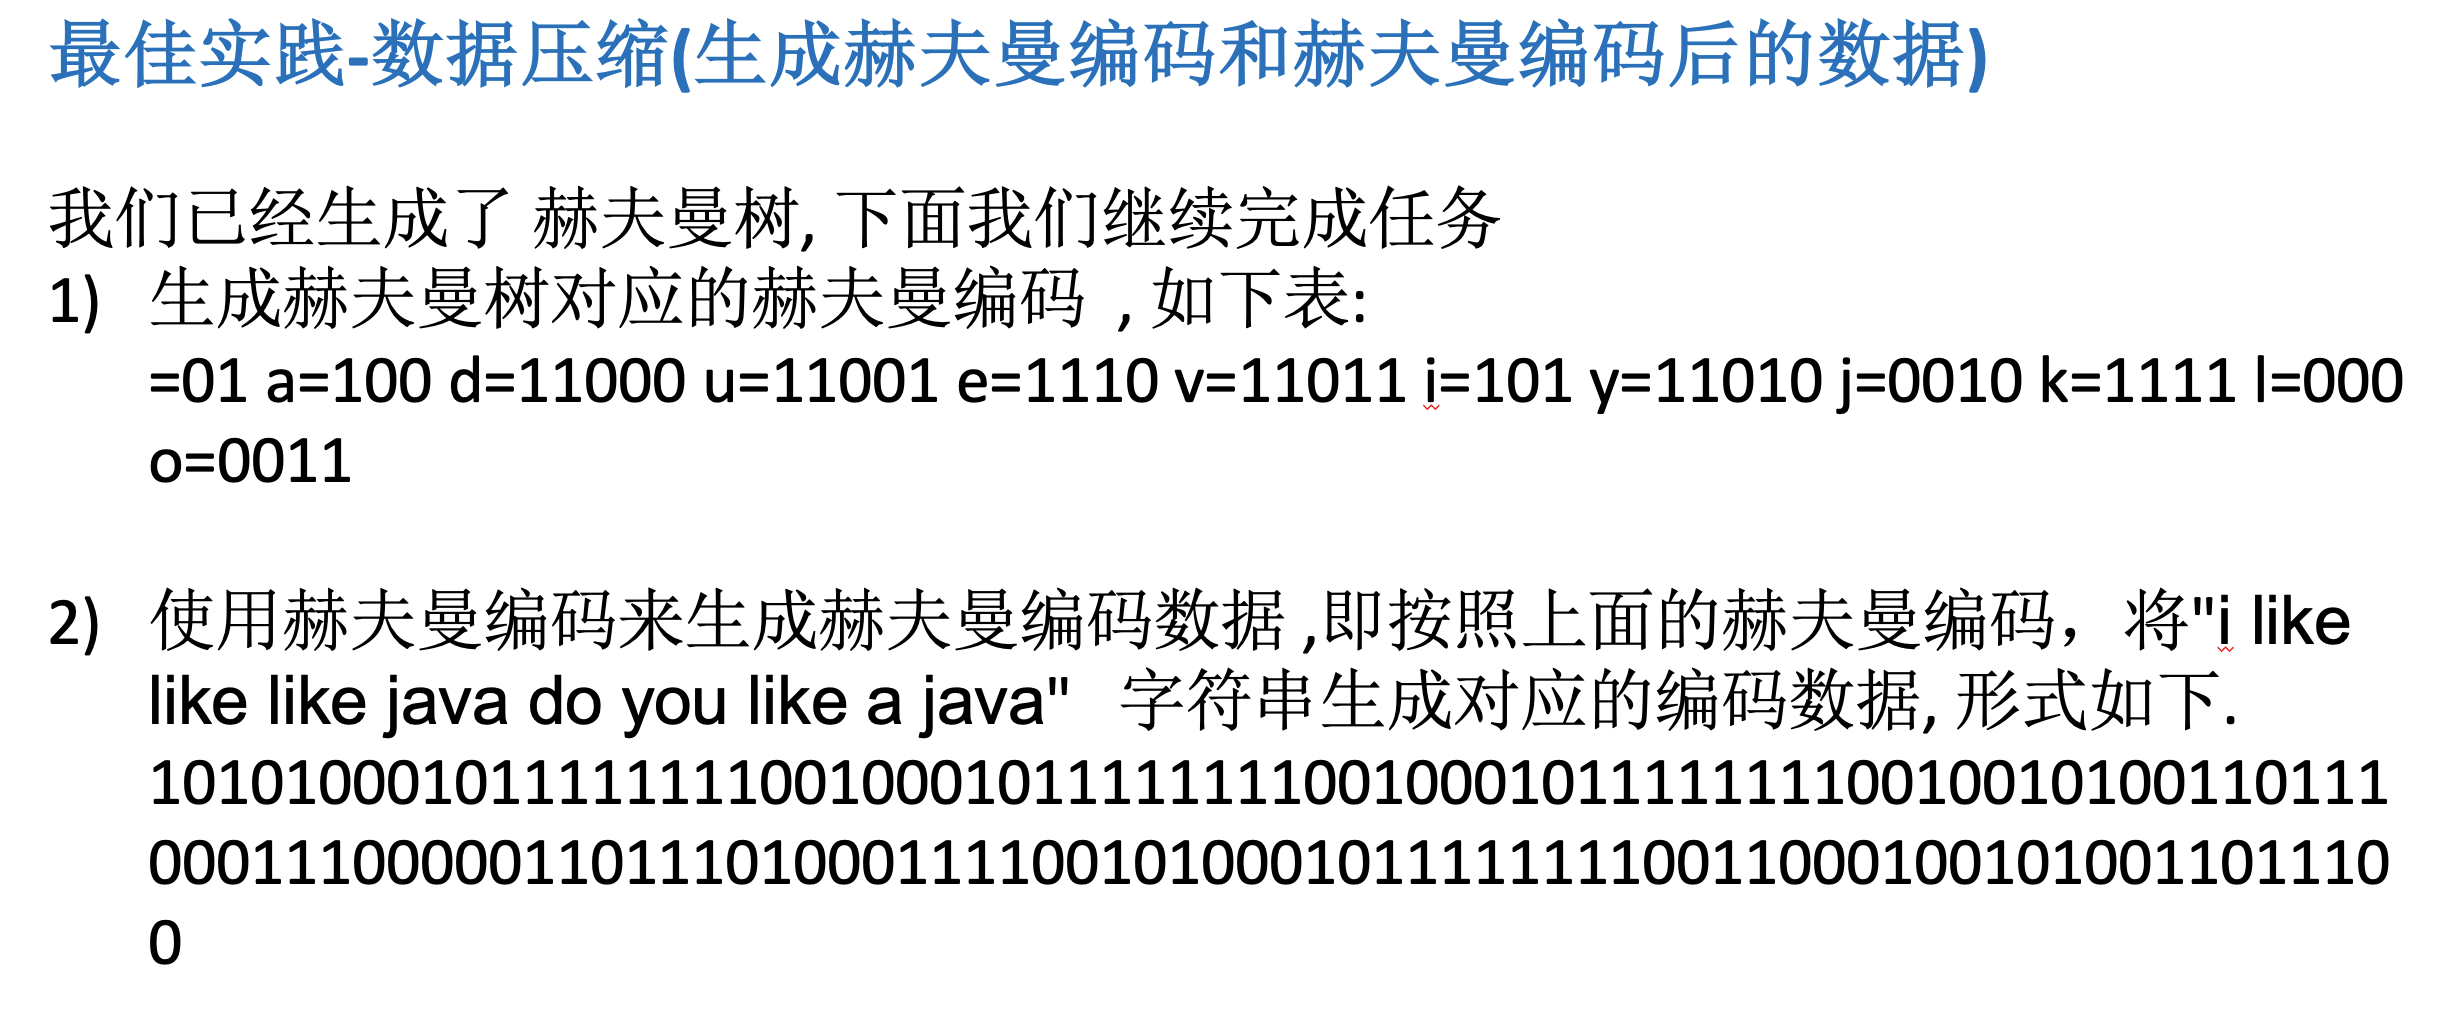 最佳实践-数据压缩(生成赫夫曼编码和赫夫曼编码后的数据)
我们已经生成了 赫夫曼树, 下面我们继续完成任务
1) 生成赫夫曼树对应的赫夫曼编码 , 如下表:
=01 a=100 d=11000 u=11001 e=1110 v=11011 i=101 y=11010 j=0010 k=1111 l=000
o=0011
2) 使用赫夫曼编码来生成赫夫曼编码数据 ,即按照上面的赫夫曼编码，将"i like
like like java do you like a java" 字符串生成对应的编码数据, 形式如下.
101010001011111111001000101111111100100010111111110010010100110111
000111000001101110100011110010100010111111110011000100101001101110
0